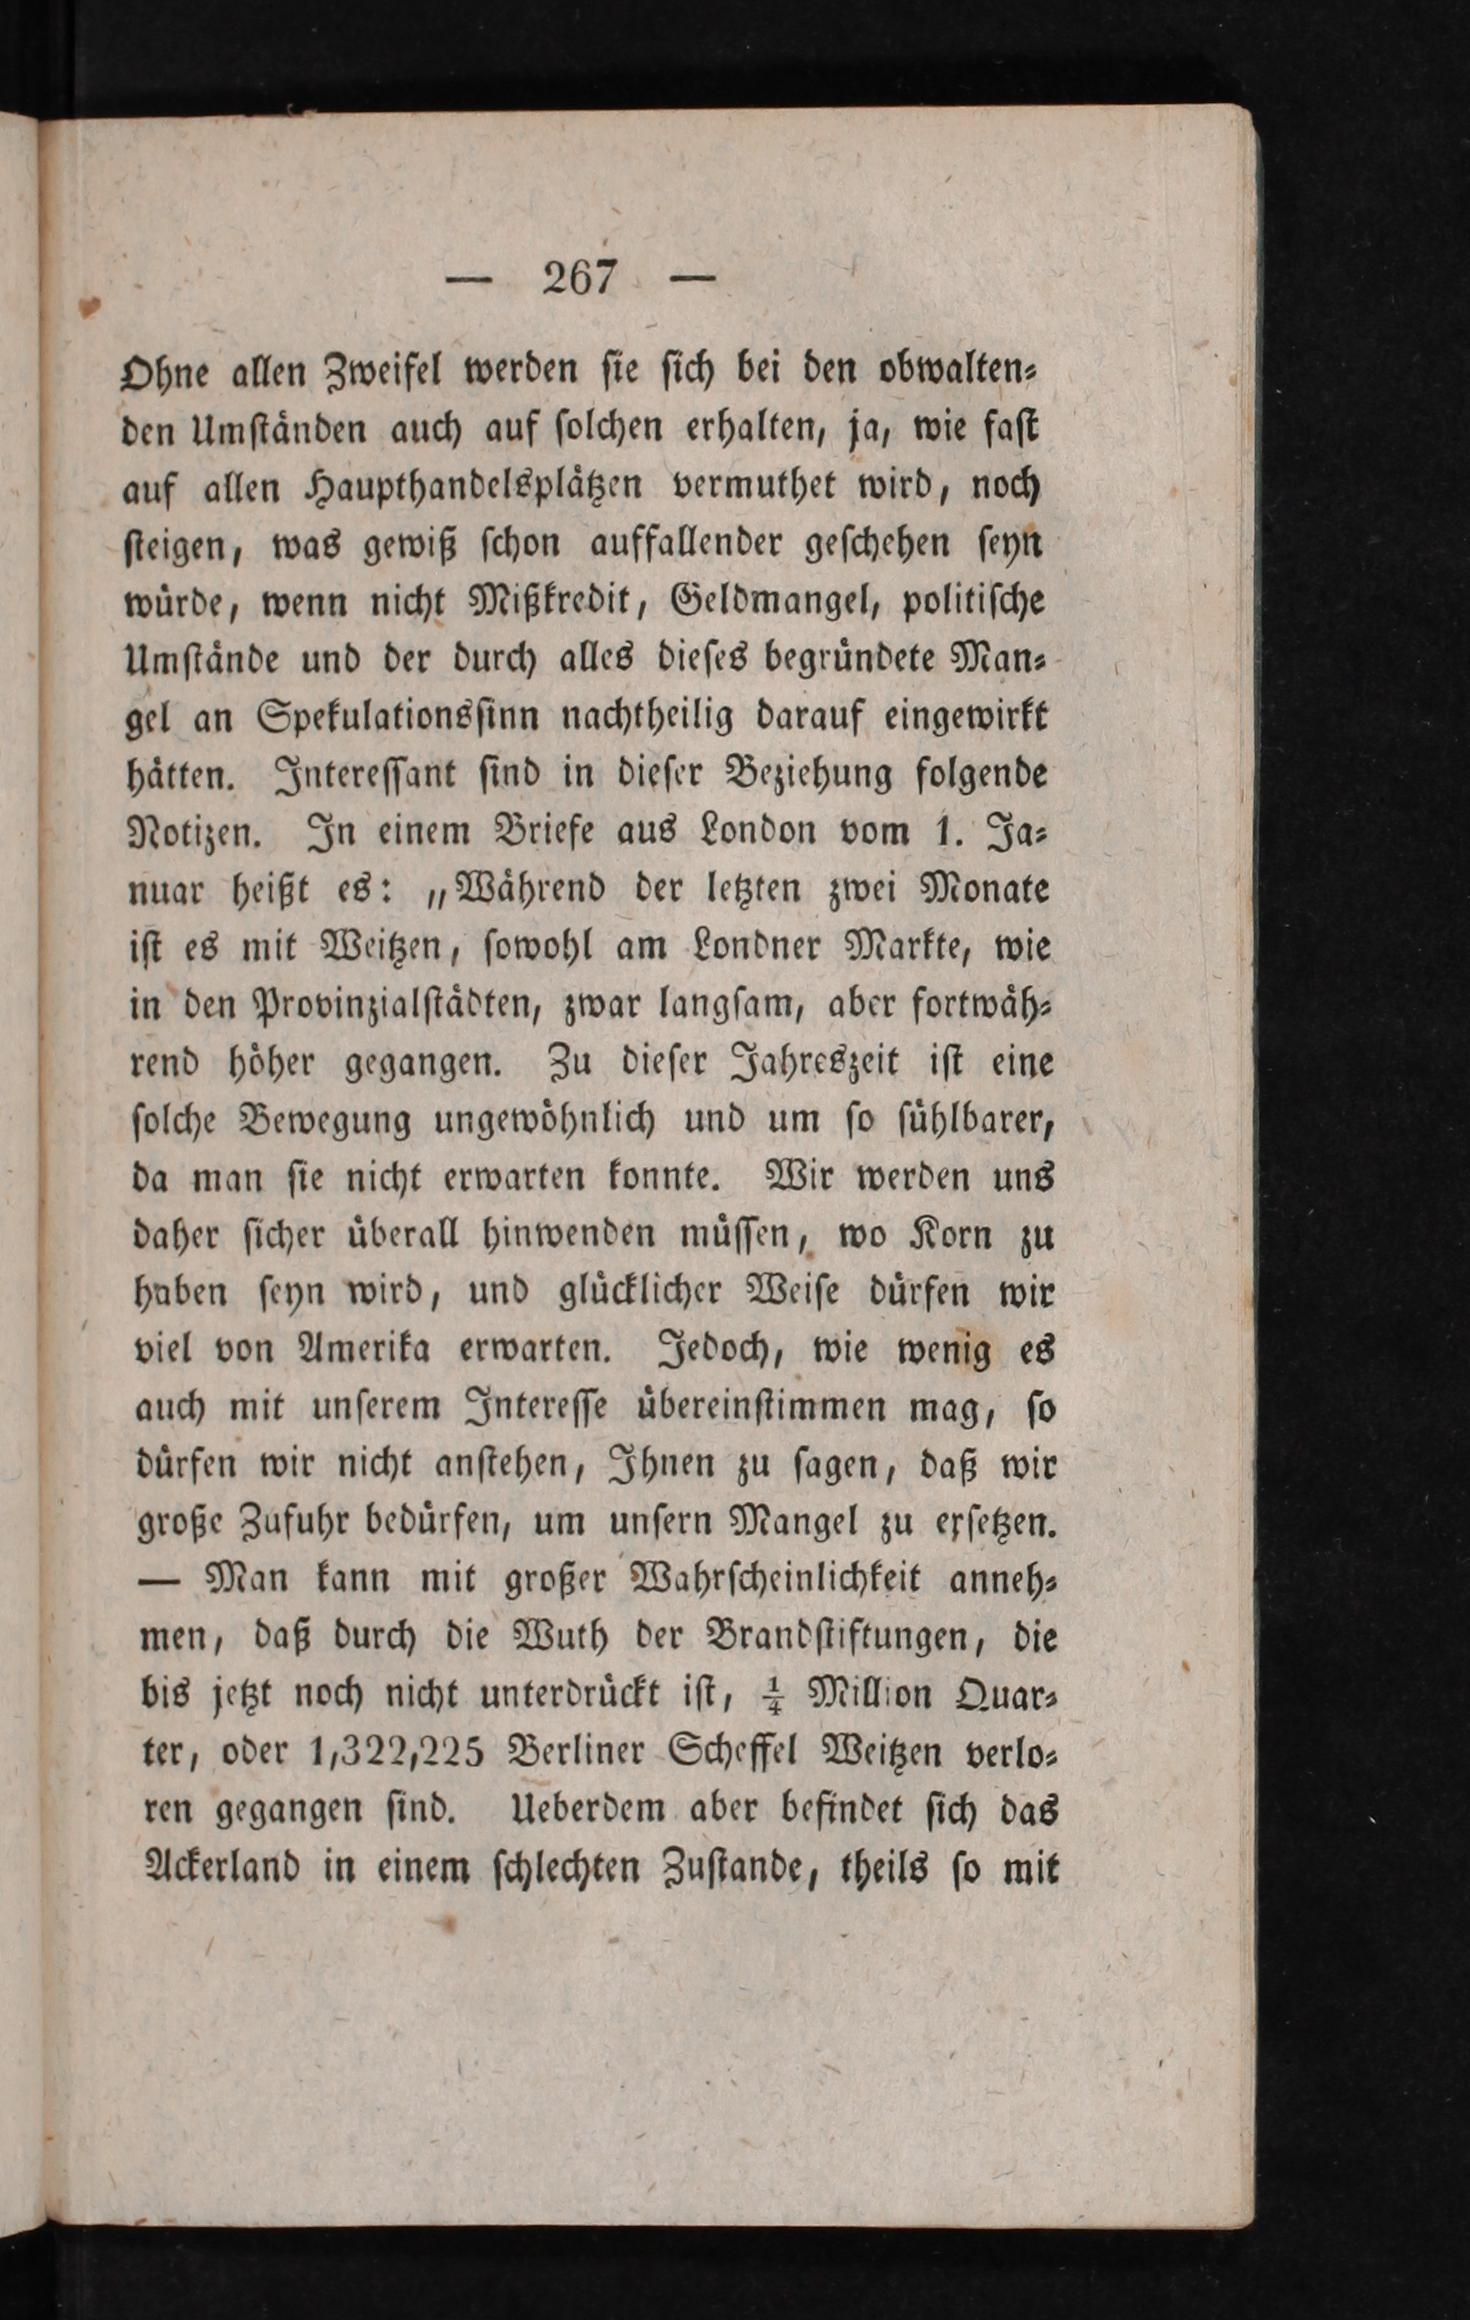 — 267 —
Ohne allen Zweifel werden sie sich bei den obwalten-
den Umständen auch auf solchen erhalten, ja, wie fast
auf allen Haupthandelsplätzen vermuthet wird, noch
steigen, was gewiß schon auffallender geschehen seyn
würde, wenn nicht Mißkredit, Geldmangel, politische
Umstände und der durch alles dieses begründete Man-
gel an Spekulationssinn nachtheilig darauf eingewirkt
hätten. Interessant sind in dieser Beziehung folgende
Notizen. In einem Briefe aus London vom 1. Ja-
nuar heißt es: „Während der letzten zwei Monate
ist es mit Weitzen, sowohl am Londner Markte, wie
in den Provinzialstädten, zwar langsam, aber fortwäh-
rend höher gegangen. Zu dieser Jahreszeit ist eine
solche Bewegung ungewöhnlich und um so sühlbarer,
da man sie nicht erwarten konnte. Wir werden uns
daher sicher überall hinwenden müssen, wo Korn zu
haben seyn wird, und glücklicher Weise dürfen wir
viel von Amerika erwarten. Jedoch, wie wenig es
auch mit unserem Interesse übereinstimmen mag, so
dürfen wir nicht anstehen, Ihnen zu sagen, daß wir
große Zufuhr bedürfen, um unsern Mangel zu ersetzen.
— Man kann mit großer Wahrscheinlichkeit anneh-
men, daß durch die Wuth der Brandstiftungen, die
bis jetzt noch nicht unterdrückt ist, ¼ Million Quar-
ter, oder 1,322,225 Berliner Scheffel Weitzen verlo-
ren gegangen sind. Ueberdem aber befindet sich das
Ackerland in einem schlechten Zustande, theils so mit